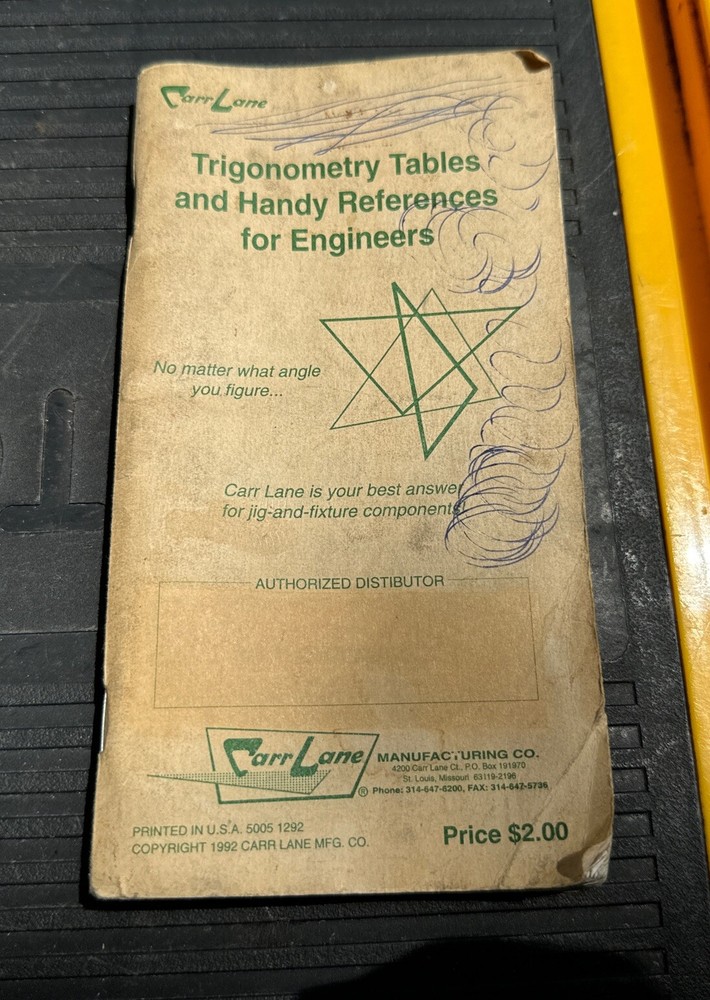 Carr Lane
Trigonometry Tables
and Handy References
for Engineers
No matter what angle
you figure...
Carr Lane is your best answer
for jig-and-fixture components!
AUTHORIZED DISTIBUTOR
Carr Lane ® MANUFACTURING CO.
4200 Carr Lane Ct., P.O. Box 191970
St. Louis, Missouri 63119-2196
Phone: 314-647-6200, FAX: 314-647-5736
PRINTED IN U.S.A. 5005 1292
COPYRIGHT 1992 CARR LANE MFG. CO.
Price $2.00